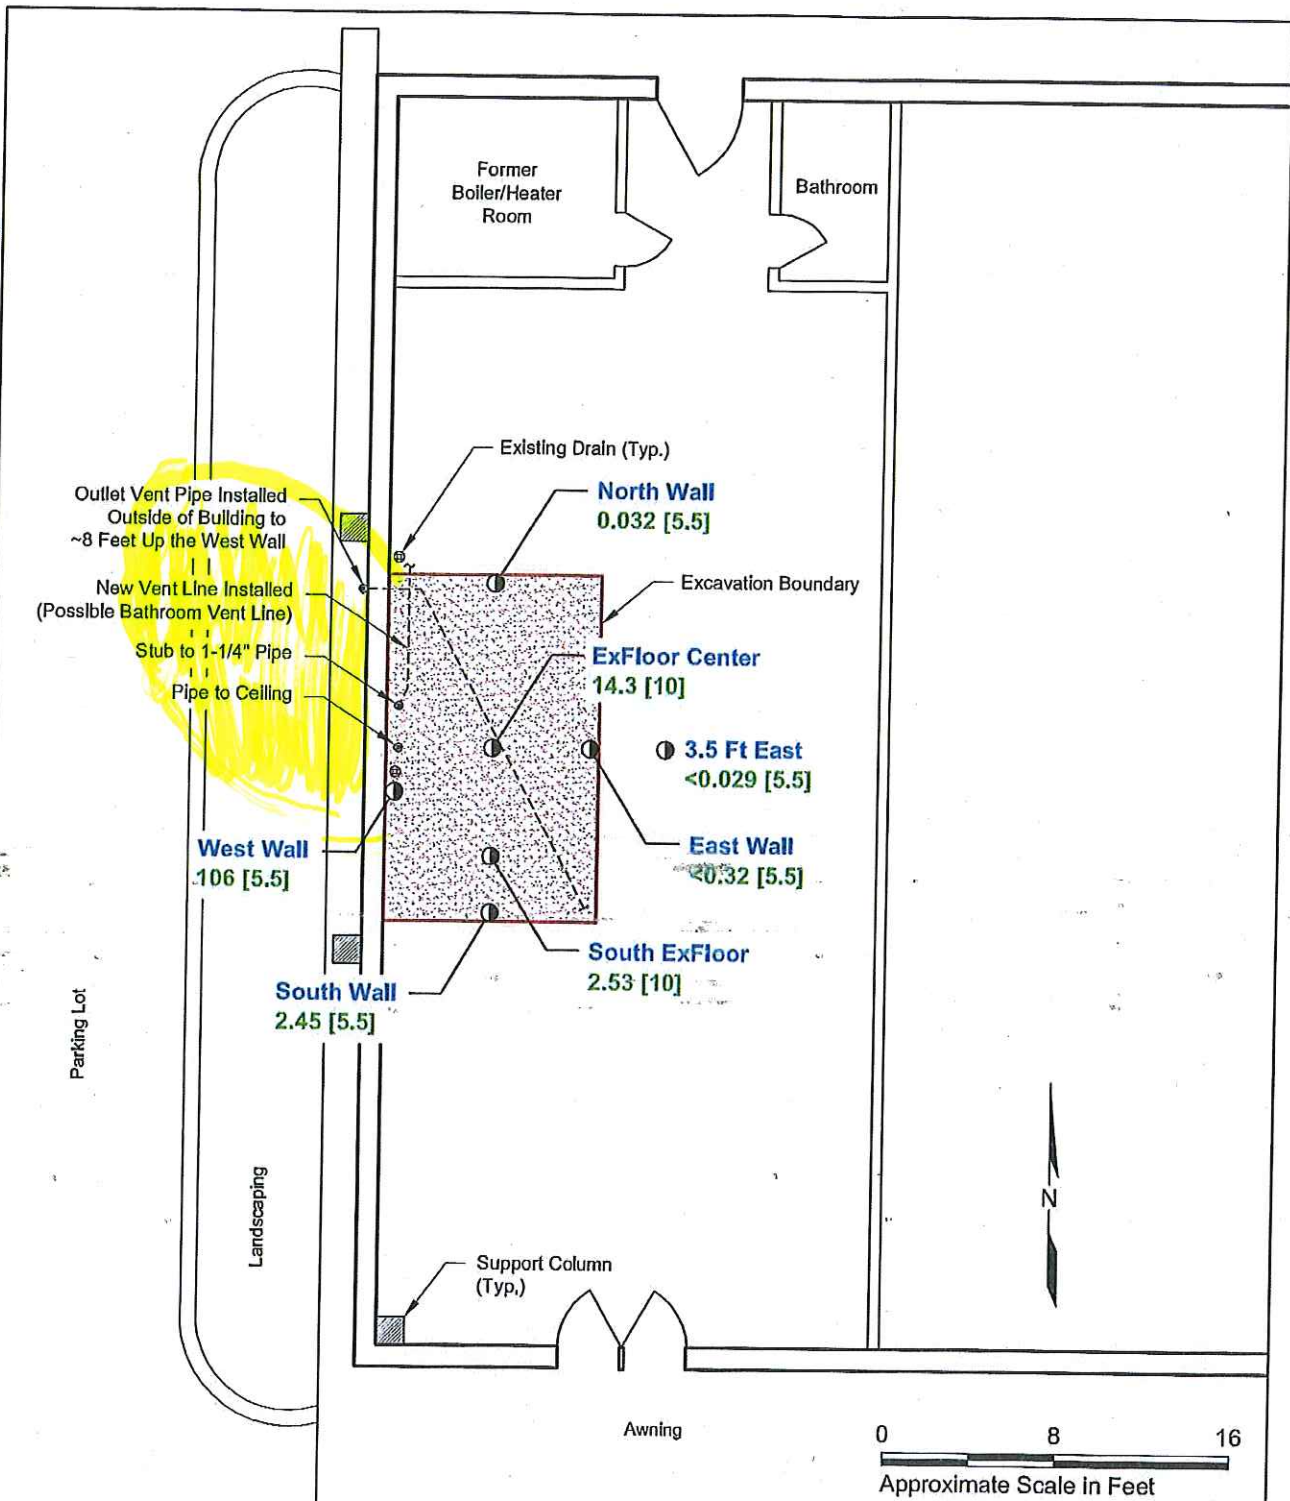 Former
Boiler/Heater
Room
Bathroom
Existing Drain (Typ.)
Outlet Vent Pipe Installed
Outside of Building to
~8 Feet Up the West Wall
North Wall
0.032 [5.5]
New Vent Line Installed
(Possible Bathroom Vent Line)
Excavation Boundary
Stub to 1-1/4" Pipe
Pipe to Ceiling
ExFloor Center
14.3 [10]
3.5 Ft East
<0.029 [5.5]
West Wall
106 [5.5]
East Wall
<0.32 [5.5]
South ExFloor
2.53 [10]
South Wall
2.45 [5.5]
Parking Lot
Landscaping
N
Support Column
(Typ.)
Awning
0 8 16
Approximate Scale in Feet